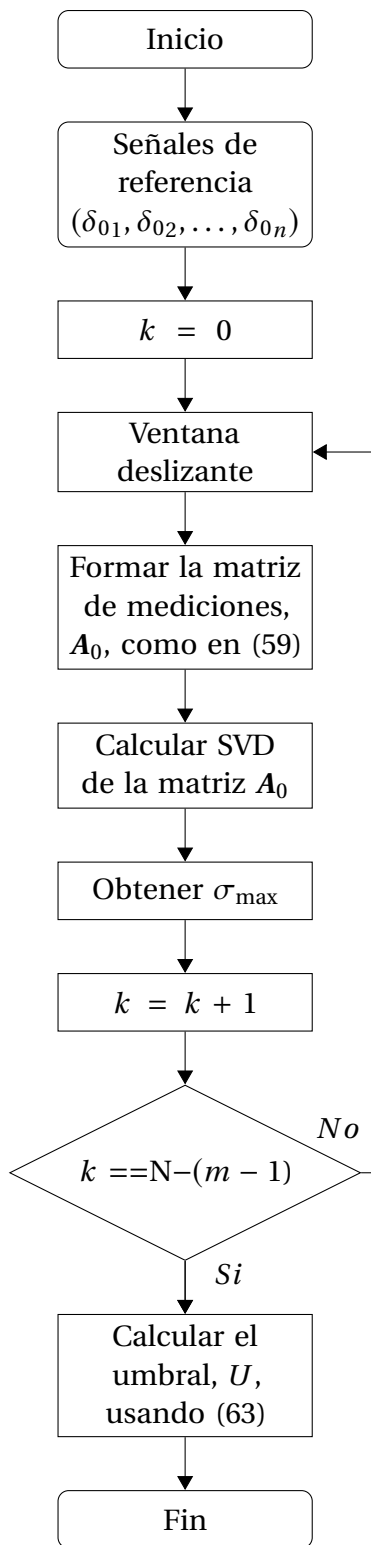 Inicio
Señales de
referencia
(δ₀₁, δ₀₂, . . . , δ₀ₙ)
k = 0
Ventana
deslizante
Formar la matriz
de mediciones,
A₀, como en (59)
Calcular SVD
de la matriz A₀
Obtener σmax
k = k + 1
No
k ==N−(m − 1)
Si
Calcular el
umbral, U,
usando (63)
Fin